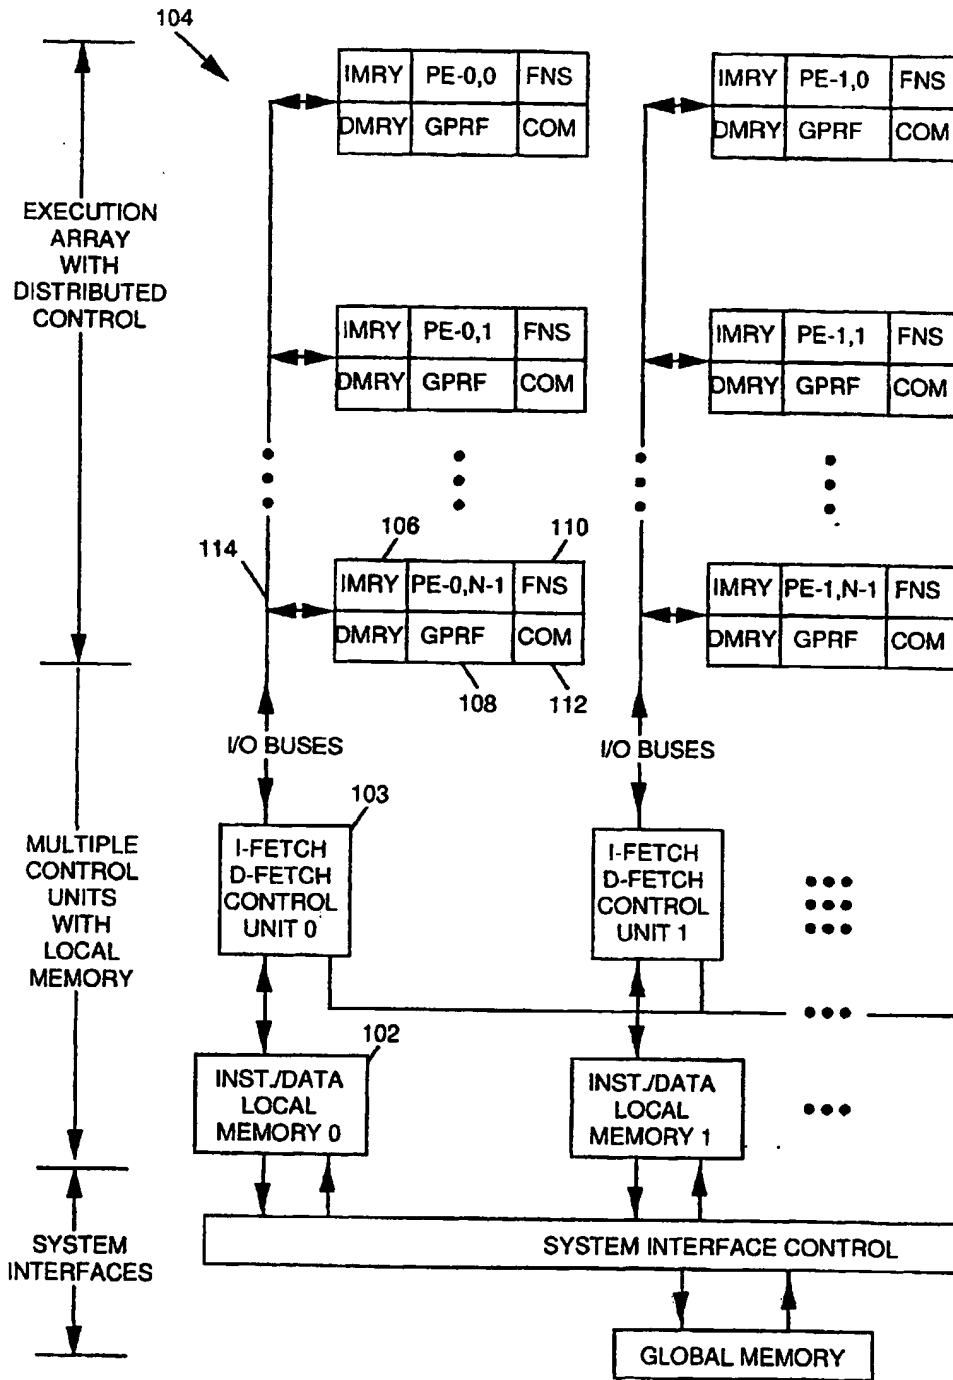 104
IMRY PE-0,0 FNS
DMRY GPRF COM
IMRY PE-1,0 FNS
DMRY GPRF COM
EXECUTION
ARRAY
WITH
DISTRIBUTED
CONTROL
IMRY PE-0,1 FNS
DMRY GPRF COM
IMRY PE-1,1 FNS
DMRY GPRF COM
106
110
114
IMRY PE-0,N-1 FNS
DMRY GPRF COM
IMRY PE-1,N-1 FNS
DMRY GPRF COM
108
112
I/O BUSES
I/O BUSES
103
MULTIPLE
CONTROL
UNITS
WITH
LOCAL
MEMORY
I-FETCH
D-FETCH
CONTROL
UNIT 0
I-FETCH
D-FETCH
CONTROL
UNIT 1
102
INST./DATA
LOCAL
MEMORY 0
INST./DATA
LOCAL
MEMORY 1
SYSTEM
INTERFACES
SYSTEM INTERFACE CONTROL
GLOBAL MEMORY